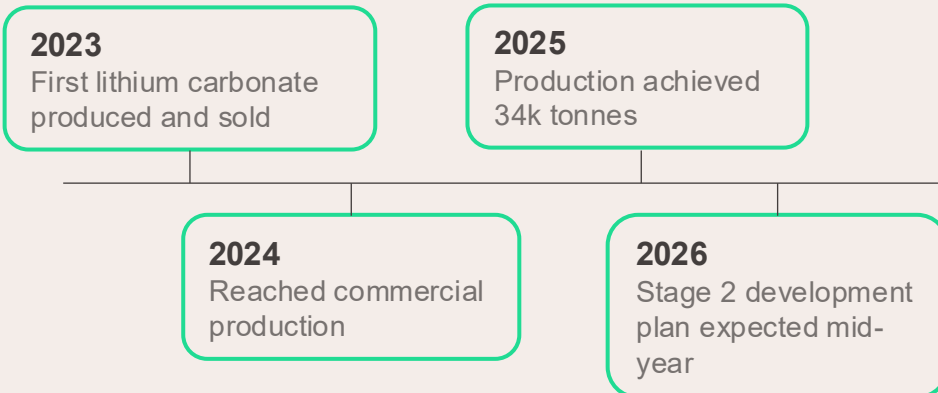 2023
First lithium carbonate
produced and sold
2024
Reached commercial
production
2025
Production achieved
34k tonnes
2026
Stage 2 development
plan expected mid-
year